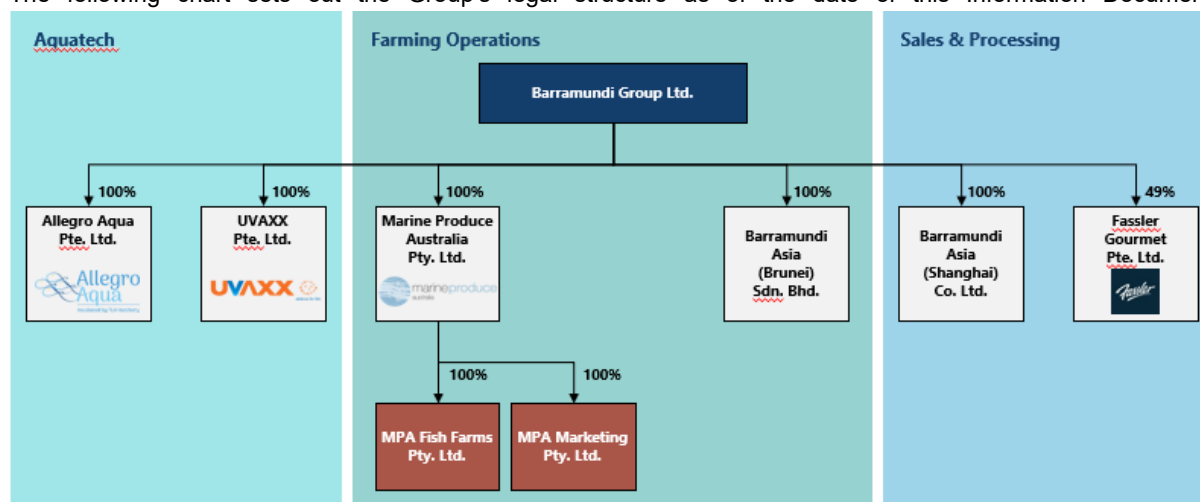 The following chart sets out the Group's legal structure as of the date of this Information Documen
Aquatech
Farming Operations
Sales & Processing
Barramundi Group Ltd.
100%
100%
100%
100%
100%
49%
Allegro Aqua
Pte. Ltd.
Allegro
Aqua
UVAXX
Pte. Ltd.
UVAXX
Marine Produce
Australia
Pty. Ltd.
marineproduce
australia
Barramundi
Asia
(Brunei)
Sdn. Bhd.
Barramundi
Asia
(Shanghai)
Co. Ltd.
Fassler
Gourmet
Pte. Ltd.
Fassler
100%
100%
MPA Fish Farms
Pty. Ltd.
MPA Marketing
Pty. Ltd.